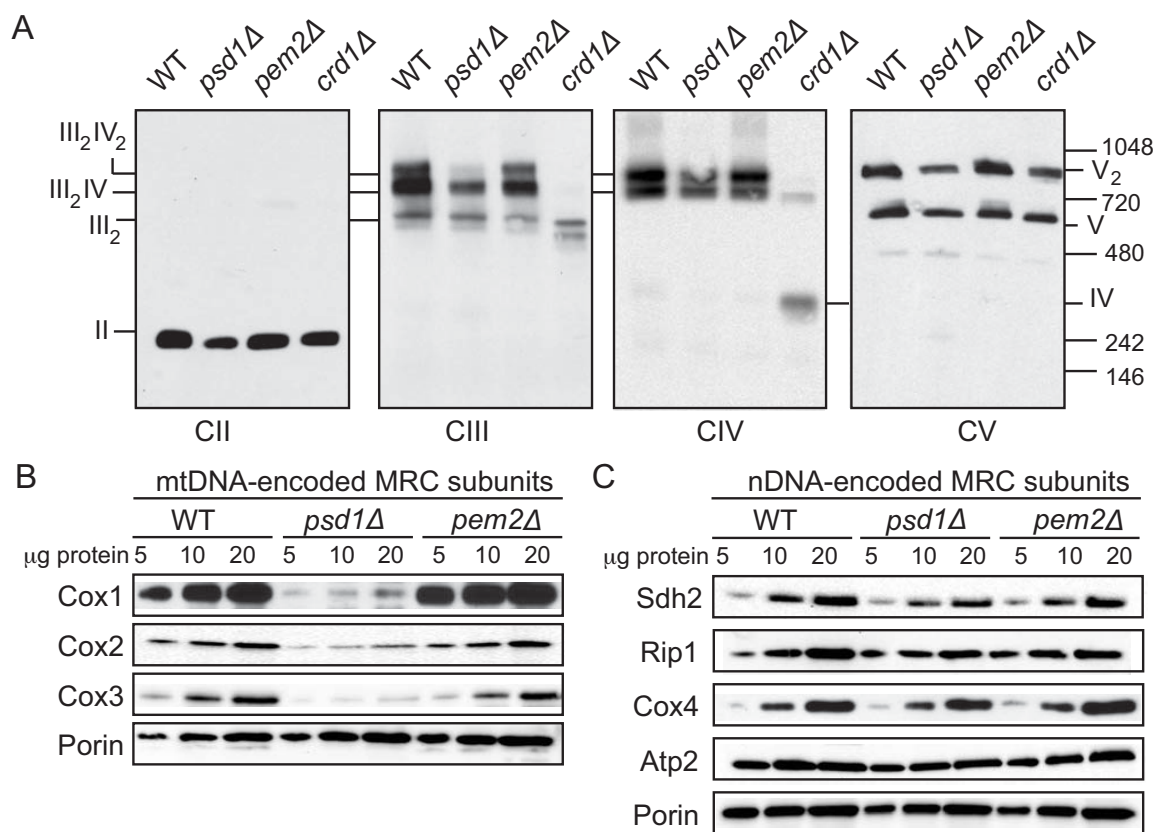 A
WT psd1Δ pem2Δ crd1Δ WT psd1Δ pem2Δ crd1Δ WT psd1Δ pem2Δ crd1Δ WT psd1Δ pem2Δ crd1Δ
III₂IV₂
III₂IV
III₂
II
1048
V₂
720
V
480
IV
242
146
CII CIII CIV CV
B
mtDNA-encoded MRC subunits
WT psd1Δ pem2Δ
µg protein 5 10 20 5 10 20 5 10 20
Cox1
Cox2
Cox3
Porin
C
nDNA-encoded MRC subunits
WT psd1Δ pem2Δ
µg protein 5 10 20 5 10 20 5 10 20
Sdh2
Rip1
Cox4
Atp2
Porin